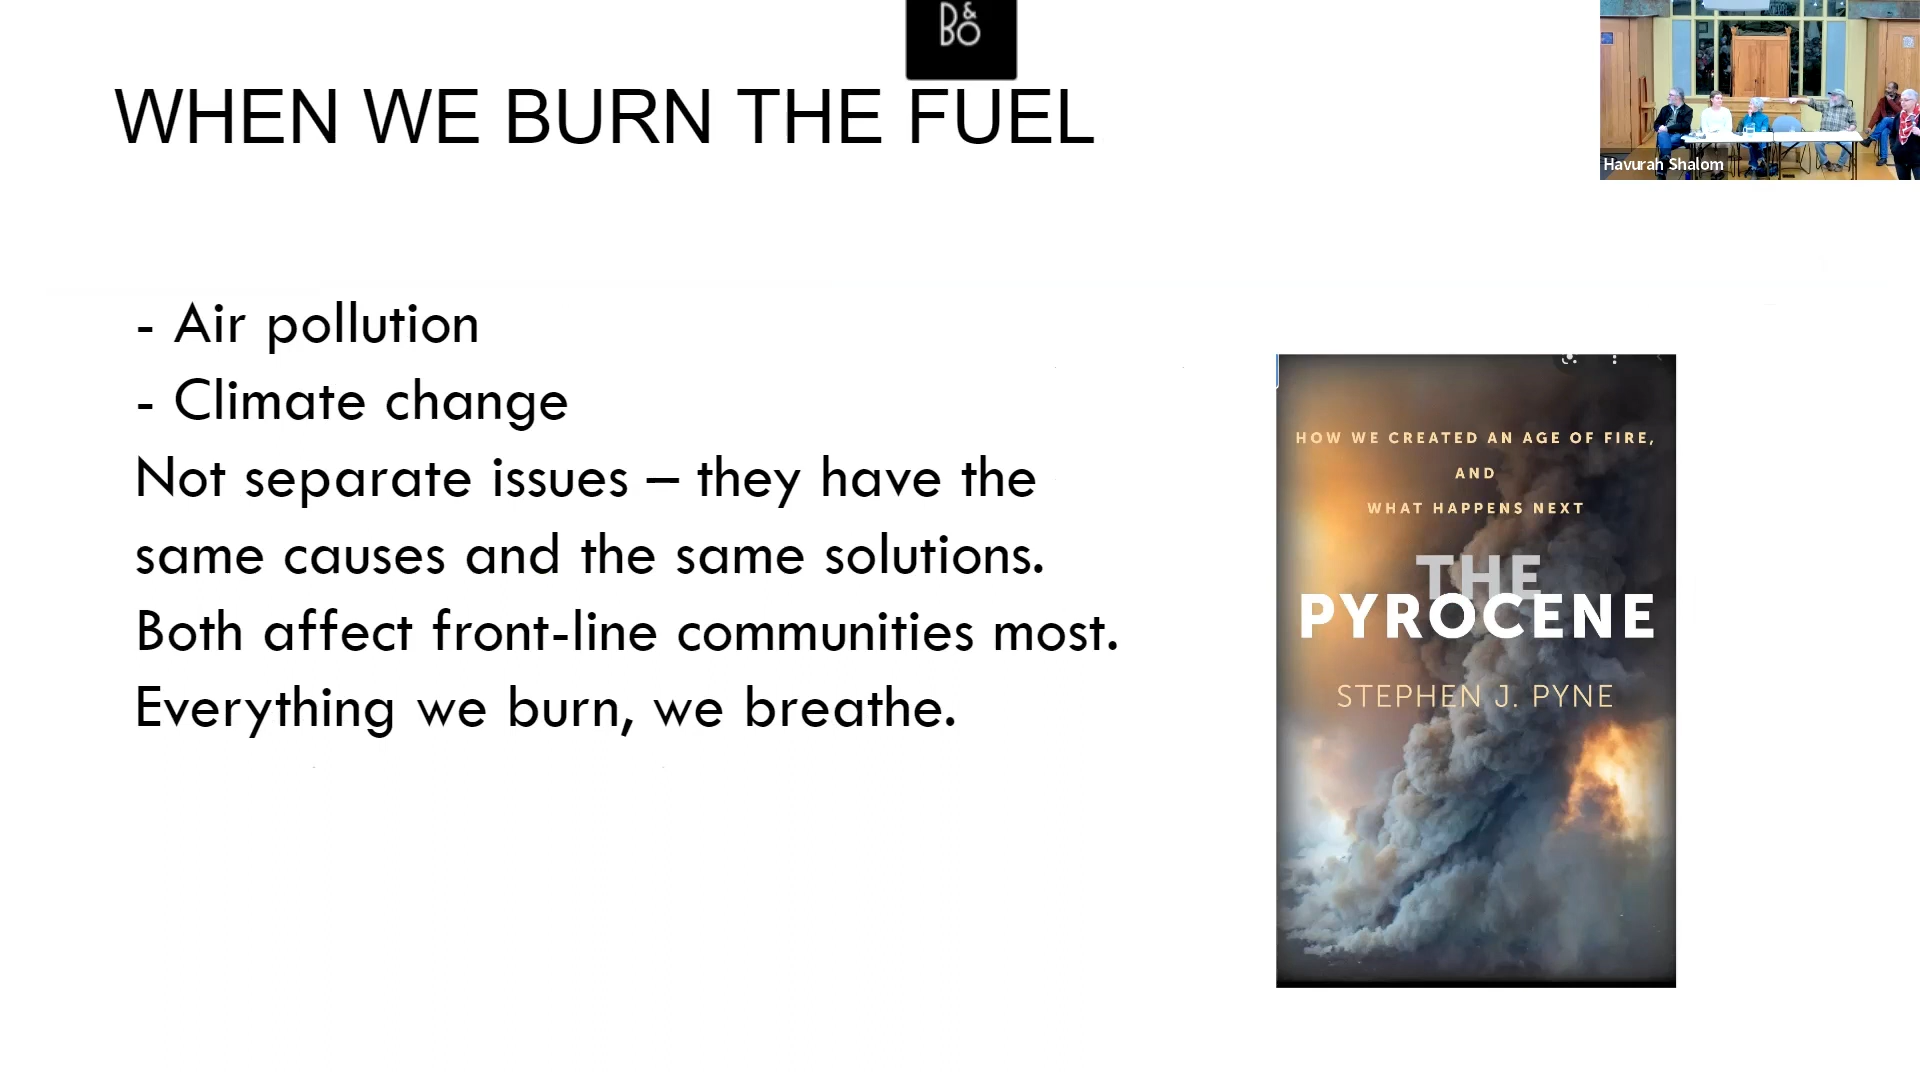 B&O
WHEN WE BURN THE FUEL
Havurah Shalom
- Air pollution
- Climate change
Not separate issues – they have the
same causes and the same solutions.
Both affect front-line communities most.
Everything we burn, we breathe.
HOW WE CREATED AN AGE OF FIRE,
AND
WHAT HAPPENS NEXT
THE
PYROCENE
STEPHEN J. PYNE